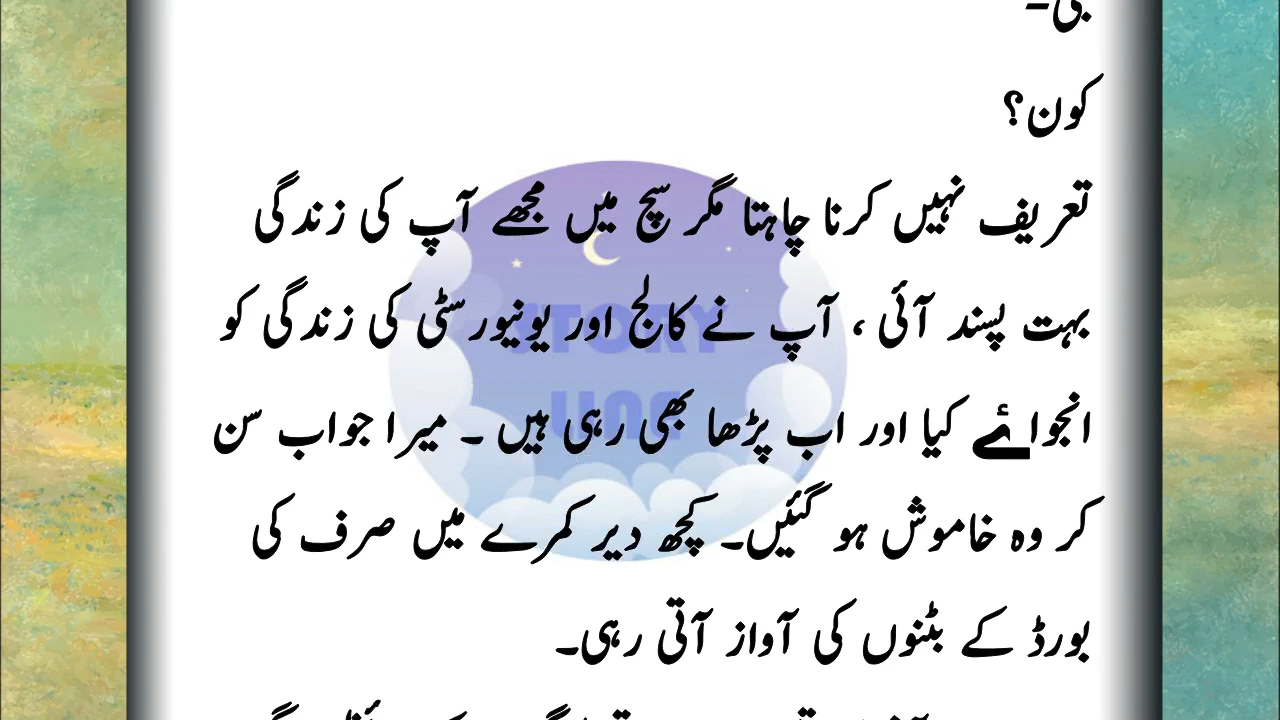 جی۔
کون؟
تعریف نہیں کرنا چاہتا مگر سچ میں مجھے آپ کی زندگی
بہت پسند آئی ، آپ نے کالج اور یونیورسٹی کی زندگی کو
انجوائے کیا اور اب پڑھا بھی رہی ہیں ۔ میرا جواب سن
کر وہ خاموش ہو گئیں۔ کچھ دیر کمرے میں صرف کی
بورڈ کے بٹنوں کی آواز آتی رہی۔
STORY